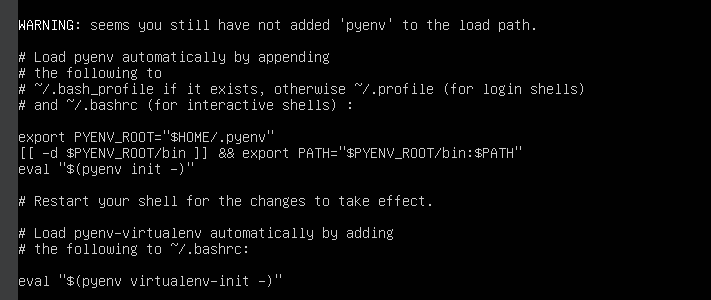 WARNING: seems you still have not added 'pyenv' to the load path.
# Load pyenv automatically by appending
# the following to
# ~/.bash_profile if it exists, otherwise ~/.profile (for login shells)
# and ~/.bashrc (for interactive shells) :
export PYENV_ROOT="$HOME/.pyenv"
[[ -d $PYENV_ROOT/bin ]] && export PATH="$PYENV_ROOT/bin:$PATH"
eval "$(pyenv init -)"
# Restart your shell for the changes to take effect.
# Load pyenv-virtualenv automatically by adding
# the following to ~/.bashrc:
eval "$(pyenv virtualenv-init -)"